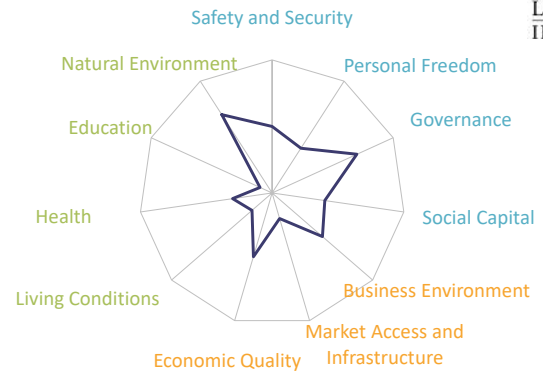 Safety and Security
Natural Environment
Personal Freedom
Education
Governance
Health
Social Capital
Living Conditions
Business Environment
Market Access and
Infrastructure
Economic Quality